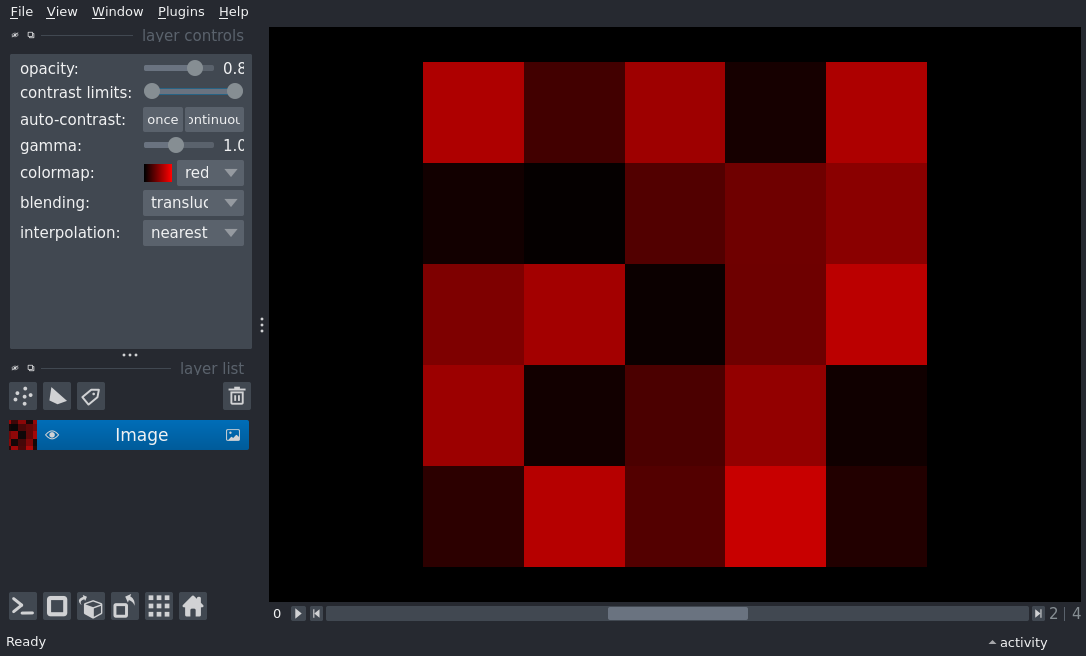 File View Window Plugins Help
layer controls
opacity: 0.8
contrast limits:
auto-contrast: once ontinuou
gamma: 1.0
colormap: red
blending: transluc
interpolation: nearest
layer list
Image
0 2 | 4
Ready activity